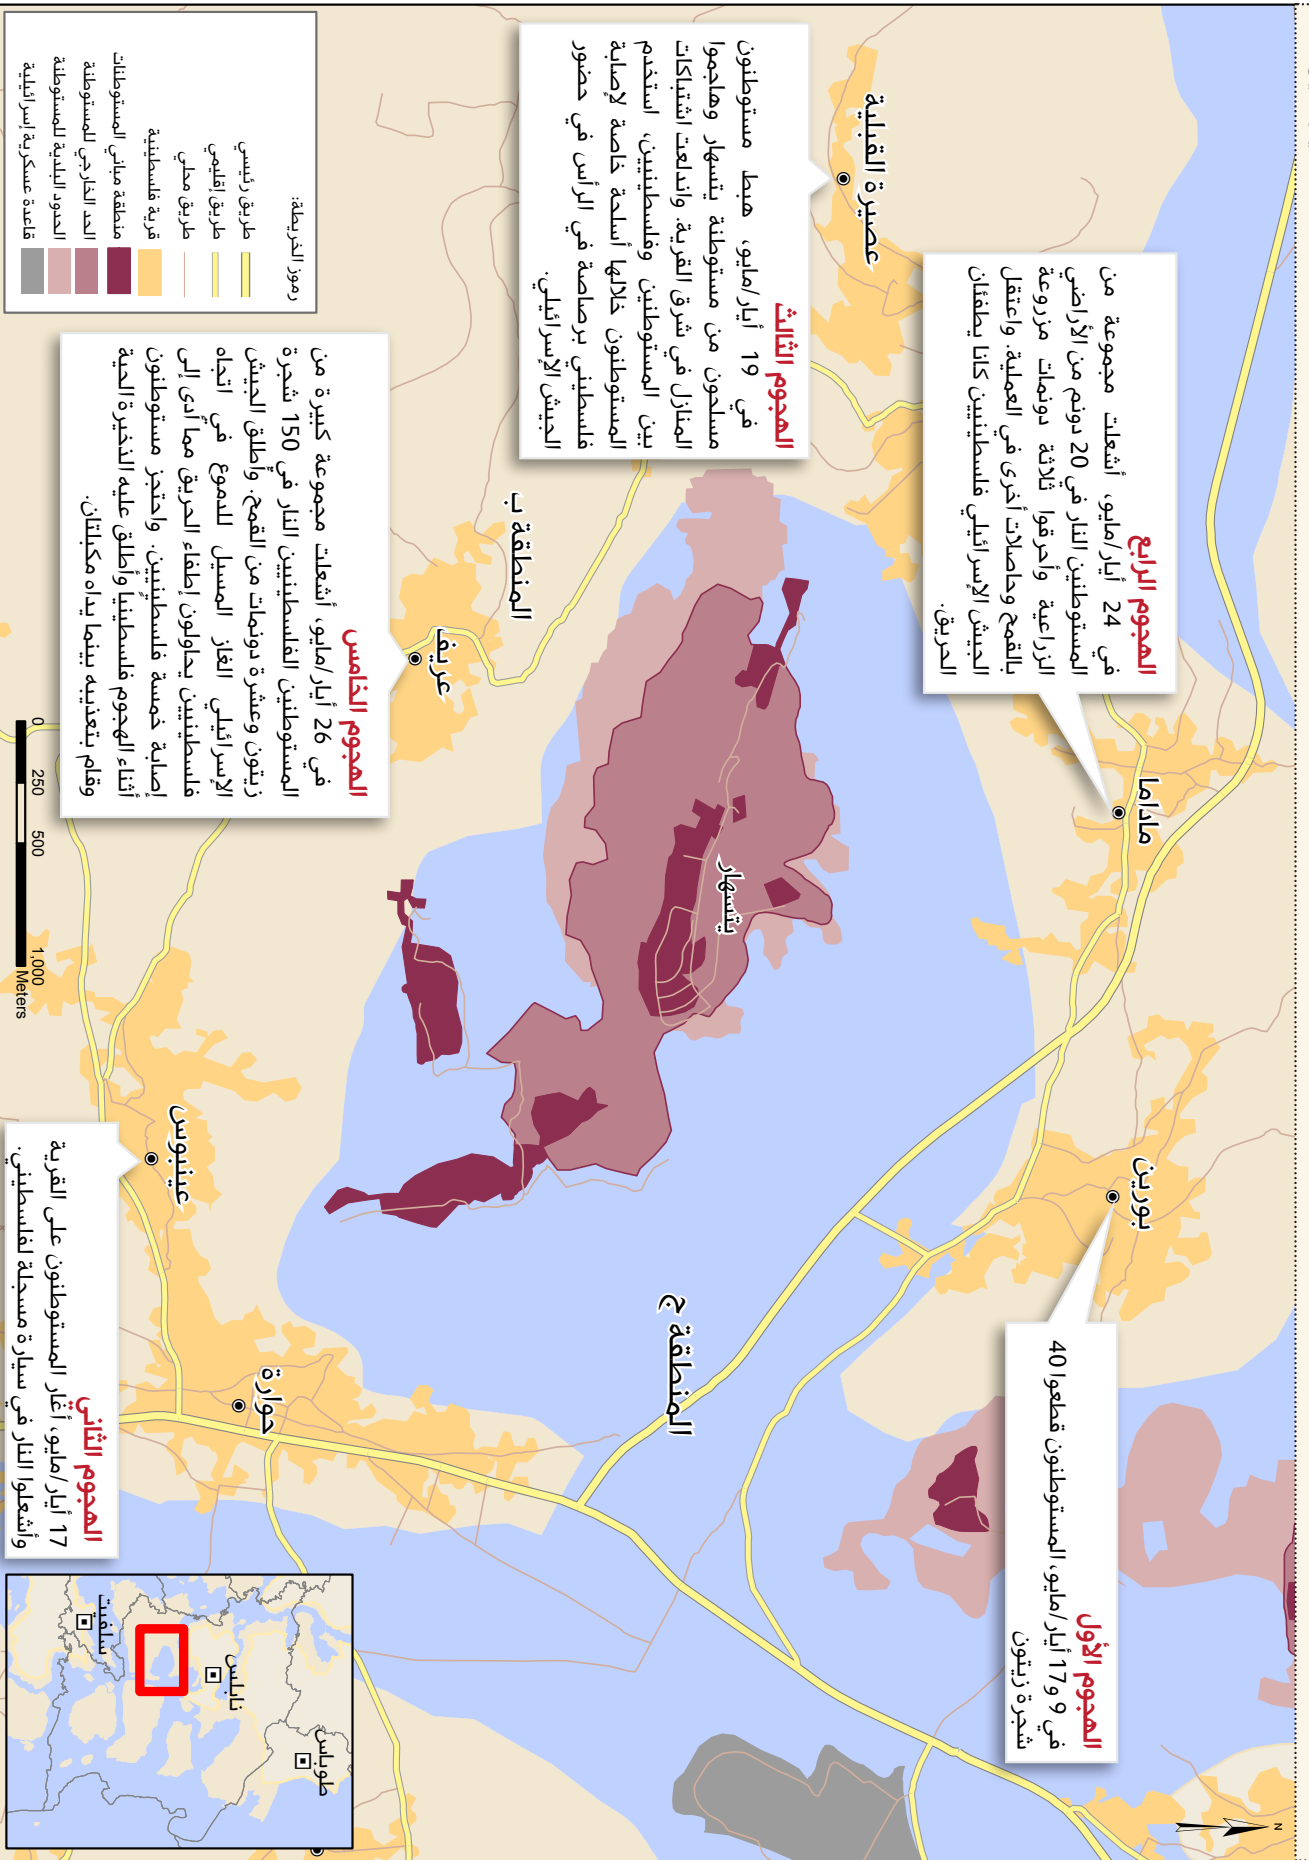 الهجوم الأول
في 9 و17 أيار/مايو، المستوطنون قطعوا 40
شجرة زيتون
الهجوم الرابع
في 24 أيار/مايو، أشعلت مجموعة من
المستوطنين النار في 20 دونم من الأراضي
الزراعية وأحرقوا ثلاثة دونمات مزروعة
بالقمح وحاصلات أخرى في العملية. واعتقل
الجيش الإسرائيلي فلسطينيين كانا يطفئان
الحريق.
الهجوم الثالث
في 19 أيار/مايو، هبط مستوطنون
مسلحون من مستوطنة يتسهار وهاجموا
المنازل في شرق القرية. واندلعت اشتباكات
بين المستوطنين وفلسطينيين، استخدم
المستوطنون خلالها أسلحة خاصة لإصابة
فلسطيني برصاصة في الرأس في حضور
الجيش الإسرائيلي.
الهجوم الخامس
في 26 أيار/مايو، أشعلت مجموعة كبيرة من
المستوطنين الفلسطينيين النار في 150 شجرة
زيتون وعشرة دونمات من القمح. وأطلق الجيش
الإسرائيلي الغاز المسيل للدموع في اتجاه
فلسطينيين يحاولون إطفاء الحريق مما أدى إلى
إصابة خمسة فلسطينيين. واحتجز مستوطنون
أثناء الهجوم فلسطينيا وأطلق عليه الذخيرة الحية
وقام بتعذيبه بينما يداه مكبلتان.
الهجوم الثاني
17 أيار/مايو، أغار المستوطنون على القرية
وأشعلوا النار في سيارة مسجلة لفلسطيني.
عصيرة القبلية
مادما
بورين
يتسهار
المنطقة ب
عريف
المنطقة ج
عينبوس
حوارة
رموز الخريطة:
طريق رئيسي
طريق إقليمي
طريق محلي
قرية فلسطينية
منطقة مباني المستوطنات
الحد الخارجي للمستوطنة
الحدود البلدية للمستوطنة
قاعدة عسكرية إسرائيلية
0 250 500 1,000
Meters
N
طوباس
نابلس
سلفيت